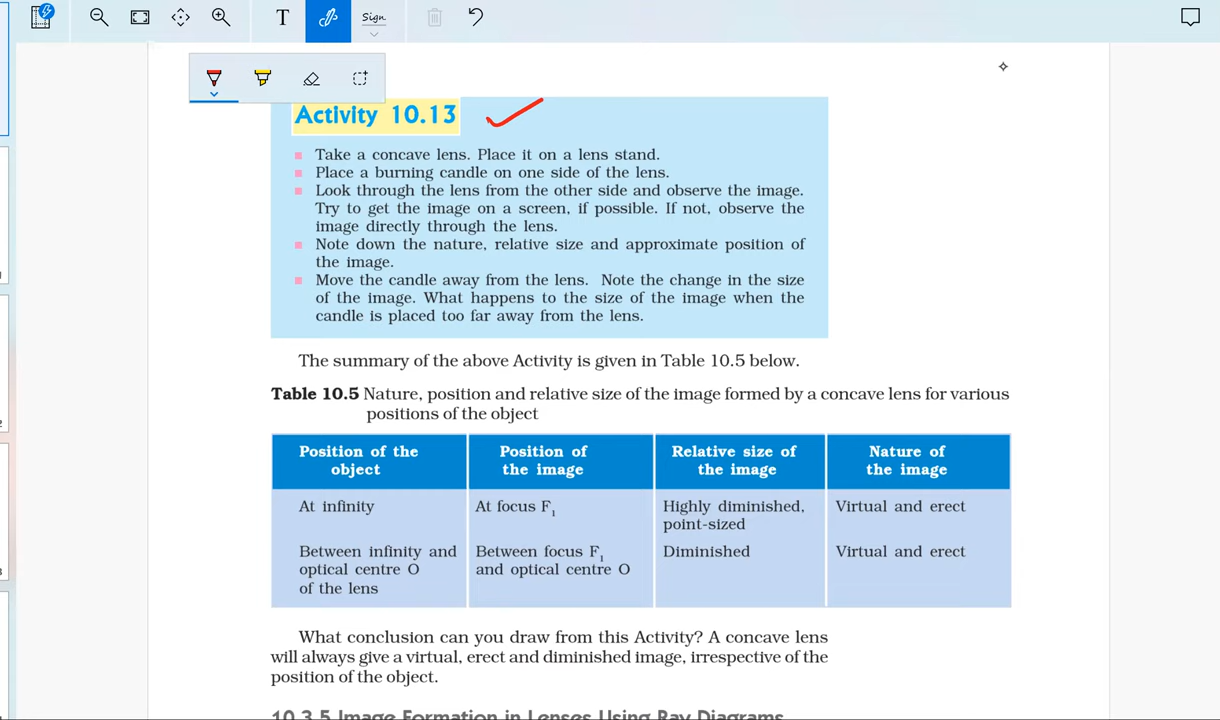 T
Sign
Activity 10.13
Take a concave lens. Place it on a lens stand.
Place a burning candle on one side of the lens.
Look through the lens from the other side and observe the image.
Try to get the image on a screen, if possible. If not, observe the
image directly through the lens.
Note down the nature, relative size and approximate position of
the image.
Move the candle away from the lens. Note the change in the size
of the image. What happens to the size of the image when the
candle is placed too far away from the lens.
The summary of the above Activity is given in Table 10.5 below.
Table 10.5 Nature, position and relative size of the image formed by a concave lens for various
positions of the object
Position of the
object
Position of
the image
Relative size of
the image
Nature of
the image
At infinity
At focus F₁
Highly diminished,
point-sized
Virtual and erect
Between infinity and
optical centre O
of the lens
Between focus F₁
and optical centre O
Diminished
Virtual and erect
What conclusion can you draw from this Activity? A concave lens
will always give a virtual, erect and diminished image, irrespective of the
position of the object.
10.3.5 Image Formation in Lenses Using Ray Diagrams